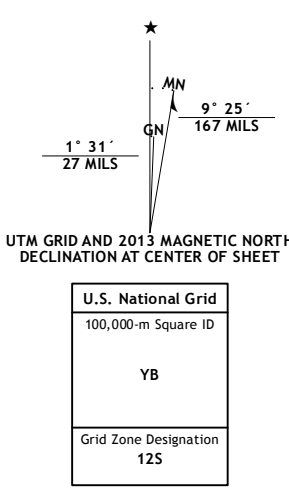 ★
MN
9° 25´
167 MILS
GN
1° 31´
27 MILS
UTM GRID AND 2013 MAGNETIC NORTH
DECLINATION AT CENTER OF SHEET
U.S. National Grid
100,000-m Square ID
YB
Grid Zone Designation
12S